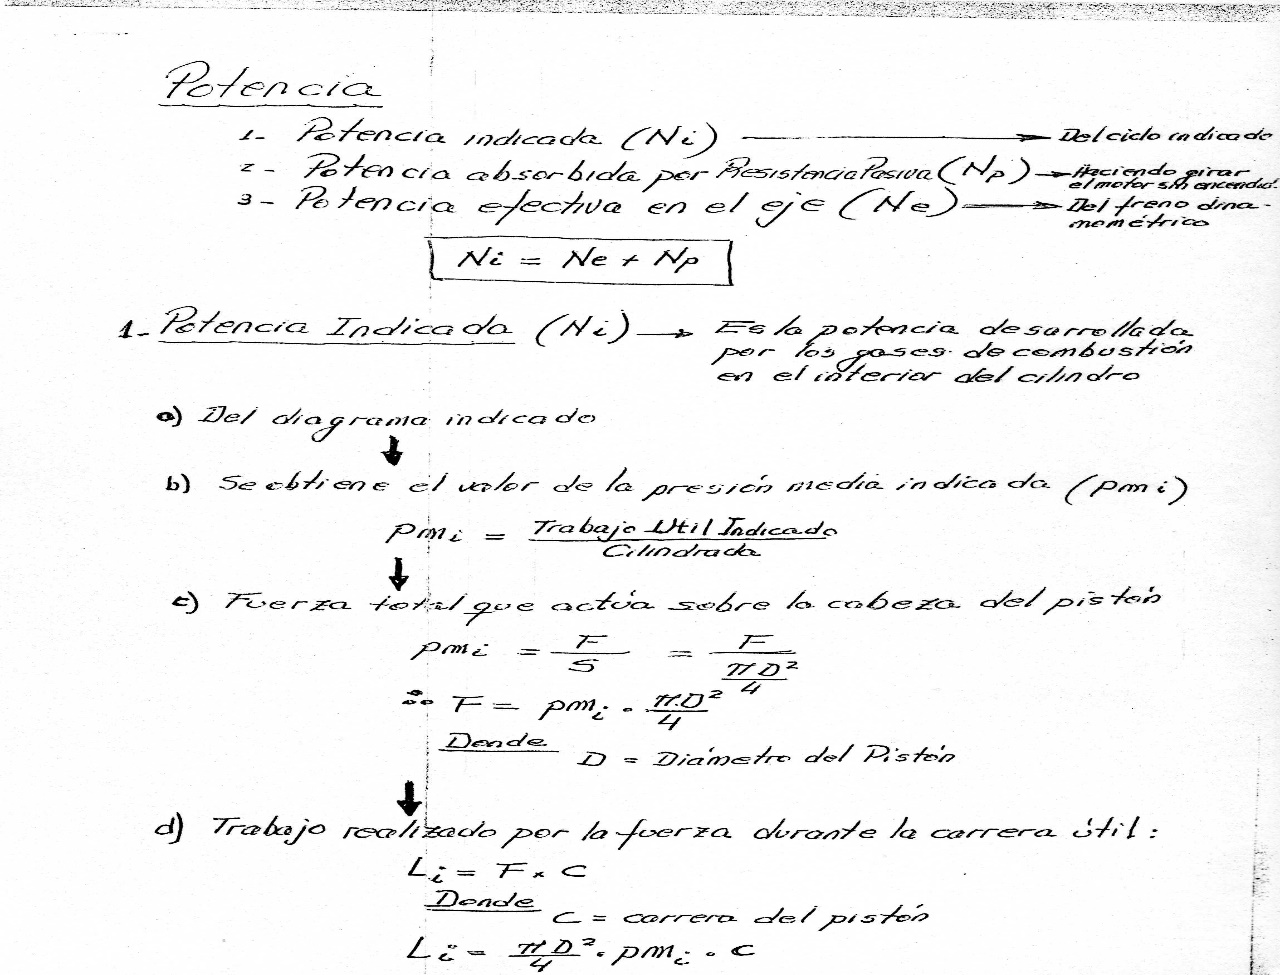 Potencia
1- Potencia indicada (Ni) → Del ciclo indicado
2- Potencia absorbida por Resistencia Pasiva (Np) → Haciendo girar
el motor sin encendid.
3- Potencia efectiva en el eje (Ne) → Del freno dina-
mométrico
Ni = Ne + Np
1- Potencia Indicada (Ni) → Es la potencia desarrollada
por los gases de combustión
en el interior del cilindro
a) Del diagrama indicado
↓
b) Se obtiene el valor de la presión media indicada (pmi)
pmi = Trabajo Util Indicado / Cilindrada
↓
c) Fuerza total que actúa sobre la cabeza del pistón
pmi = F / S = F / (πD² / 4)
∴ F = pmi · π.D² / 4
Donde D = Diámetro del Pistón
↓
d) Trabajo realizado por la fuerza durante la carrera útil:
Li = F x C
Donde C = carrera del pistón
Li = πD² / 4 · pmi · C